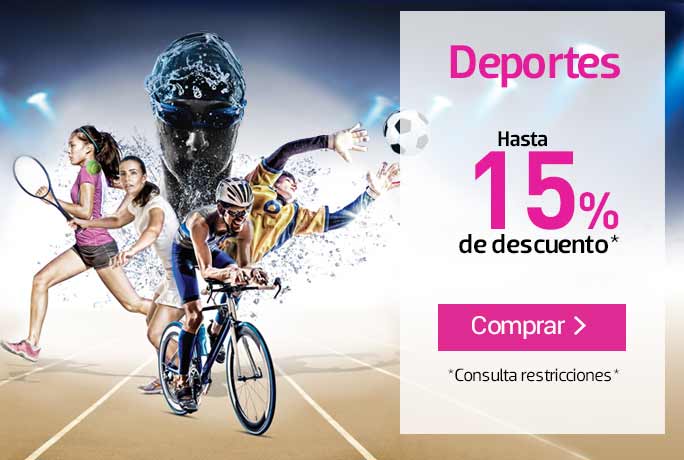 Deportes
Hasta
15%
de descuento*
Comprar >
*Consulta restricciones*